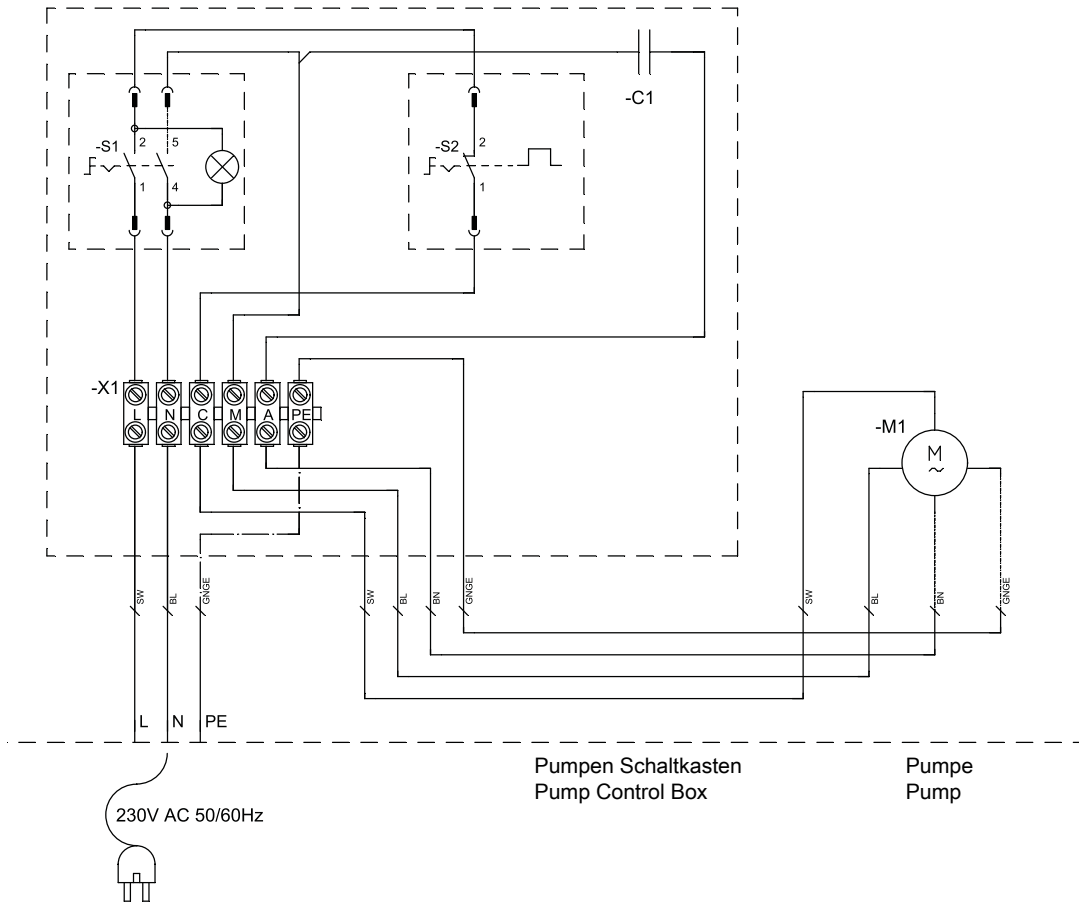 -C1
-S1
2
5
1
4
-S2
2
1
-X1
L
N
C
M
A
PE
-M1
M
~
SW
BL
GNGE
SW
BL
BN
GNGE
SW
BL
BN
GNGE
L
N
PE
Pumpen Schaltkasten
Pump Control Box
Pumpe
Pump
230V AC 50/60Hz